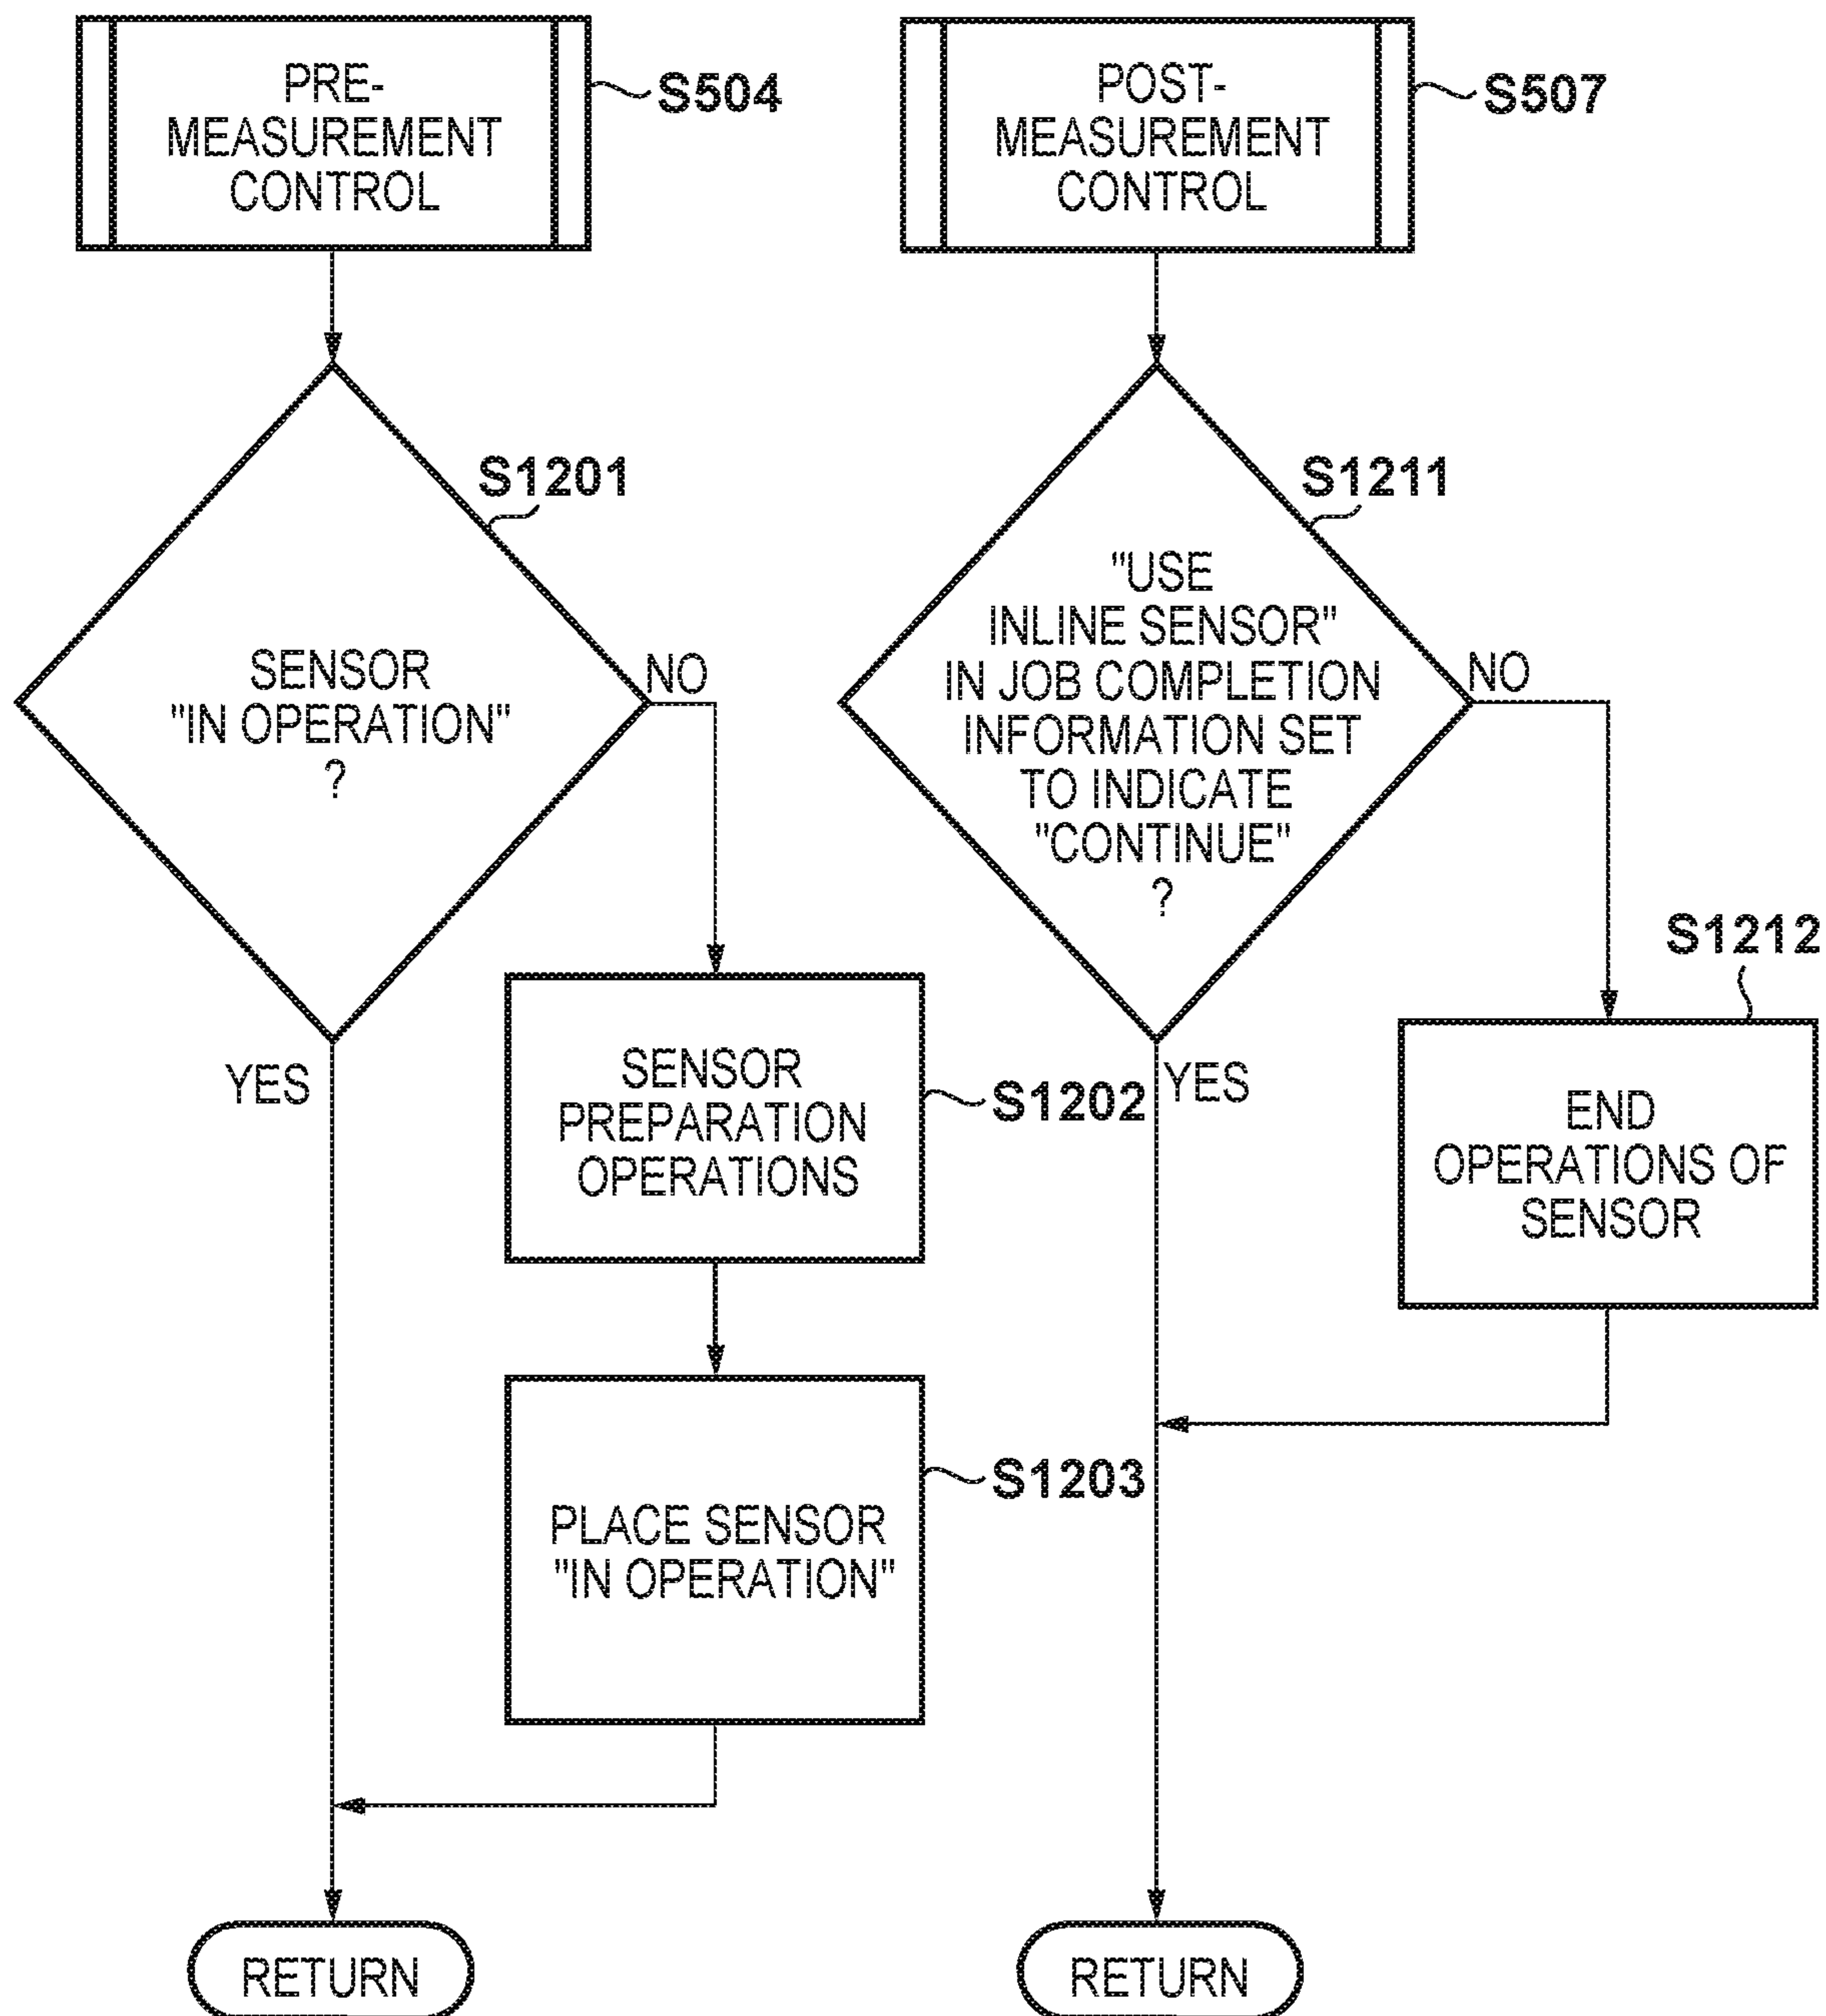 PRE-
MEASUREMENT
CONTROL
S504
S1201
SENSOR
"IN OPERATION"
?
NO
YES
SENSOR
PREPARATION
OPERATIONS
S1202
PLACE SENSOR
"IN OPERATION"
S1203
RETURN
POST-
MEASUREMENT
CONTROL
S507
S1211
"USE
INLINE SENSOR"
IN JOB COMPLETION
INFORMATION SET
TO INDICATE
"CONTINUE"
?
NO
YES
S1212
END
OPERATIONS OF
SENSOR
RETURN